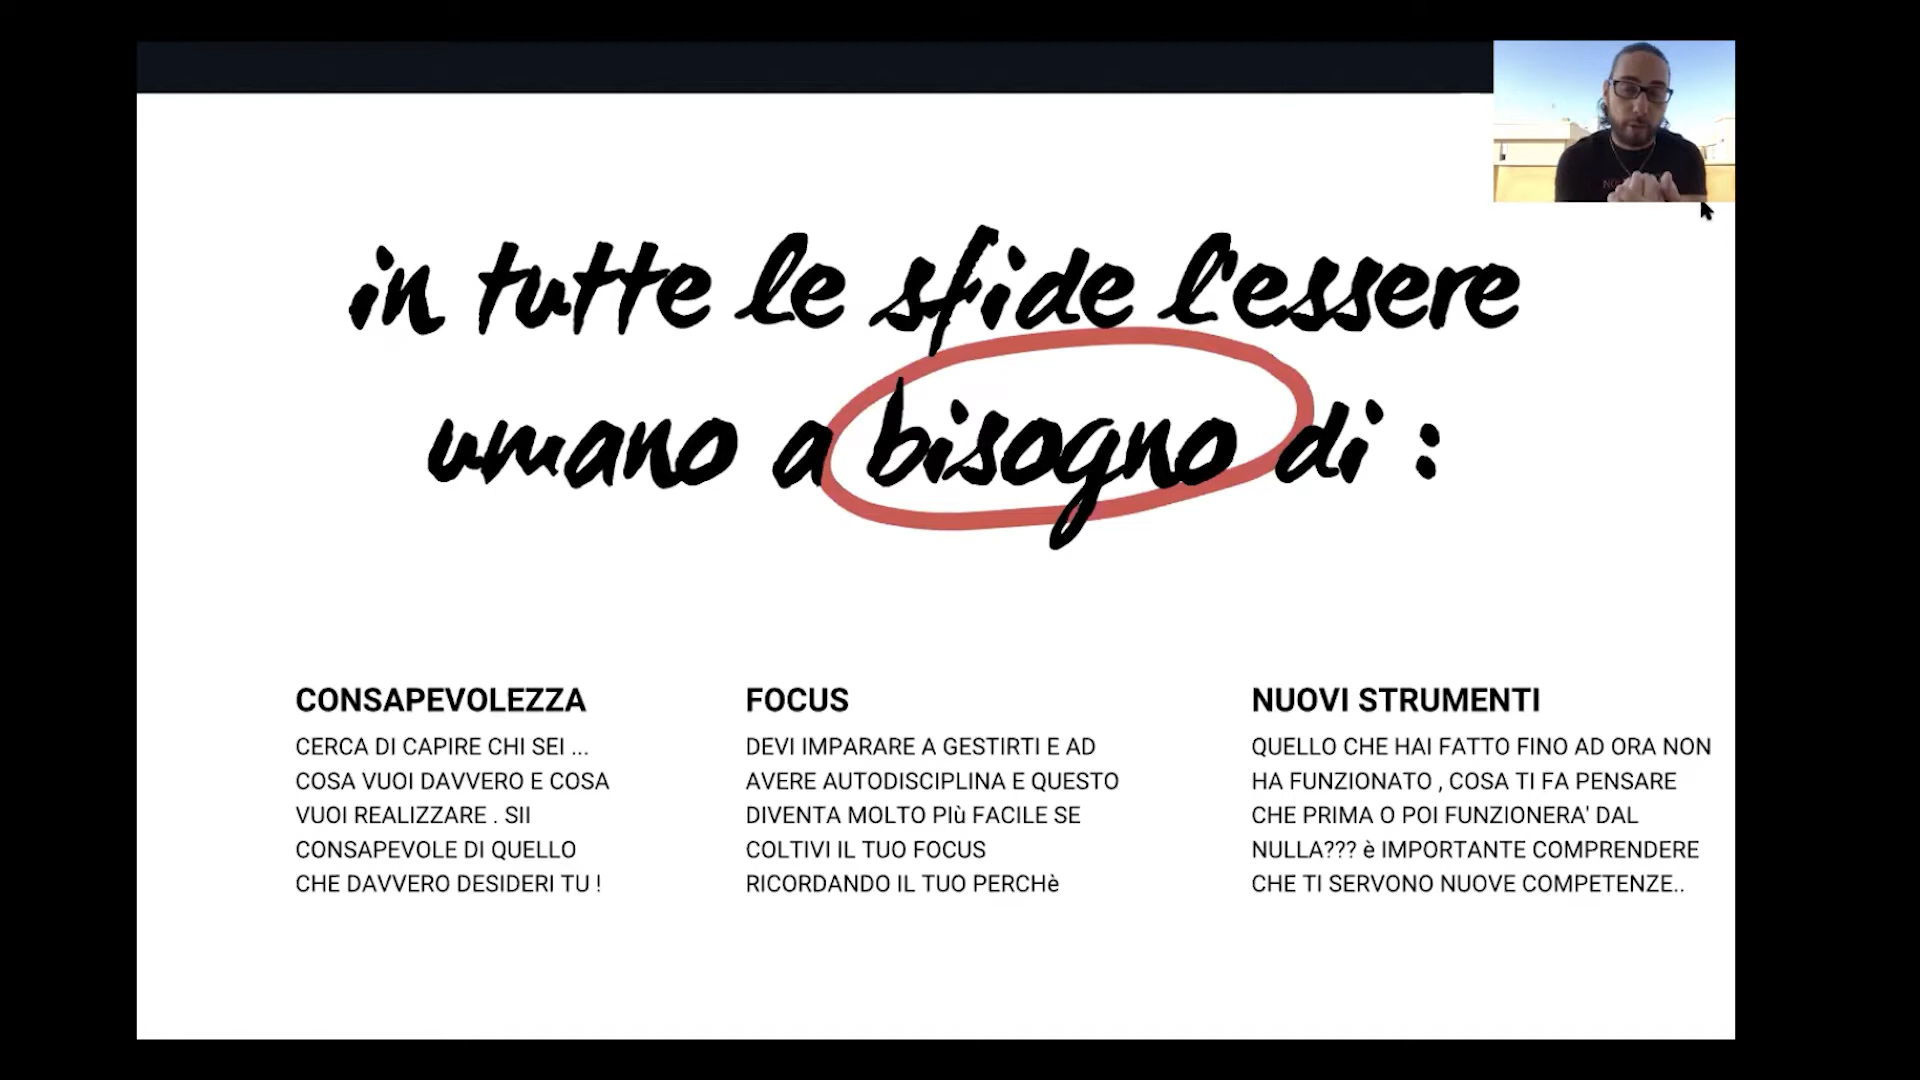 in tutte le sfide l'essere
umano a bisogno di :
CONSAPEVOLEZZA
CERCA DI CAPIRE CHI SEI ...
COSA VUOI DAVVERO E COSA
VUOI REALIZZARE . SII
CONSAPEVOLE DI QUELLO
CHE DAVVERO DESIDERI TU !
FOCUS
DEVI IMPARARE A GESTIRTI E AD
AVERE AUTODISCIPLINA E QUESTO
DIVENTA MOLTO PIù FACILE SE
COLTIVI IL TUO FOCUS
RICORDANDO IL TUO PERCHè
NUOVI STRUMENTI
QUELLO CHE HAI FATTO FINO AD ORA NON
HA FUNZIONATO , COSA TI FA PENSARE
CHE PRIMA O POI FUNZIONERA' DAL
NULLA??? è IMPORTANTE COMPRENDERE
CHE TI SERVONO NUOVE COMPETENZE..